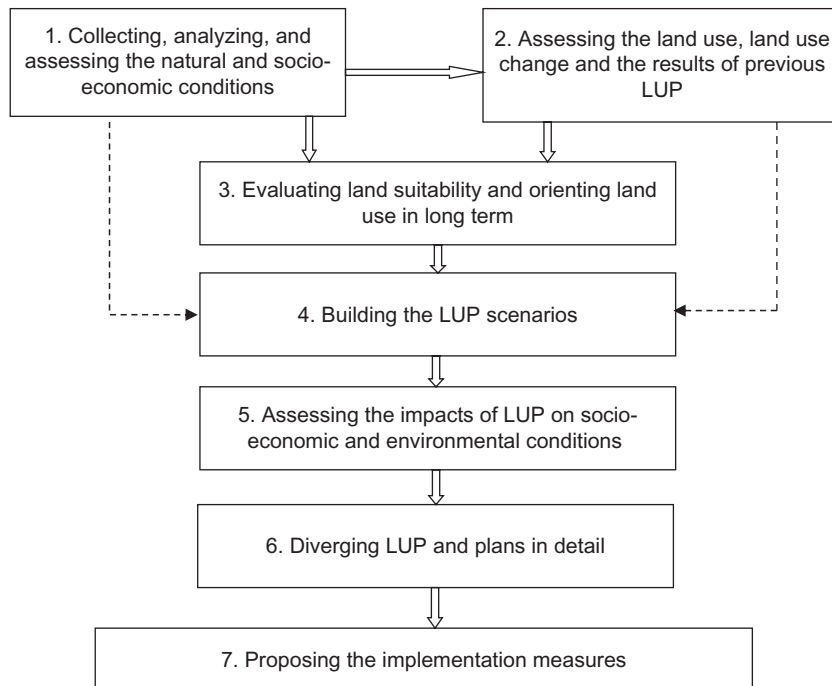 1. Collecting, analyzing, and
assessing the natural and socio-
economic conditions
2. Assessing the land use, land use
change and the results of previous
LUP
3. Evaluating land suitability and orienting land
use in long term
4. Building the LUP scenarios
5. Assessing the impacts of LUP on socio-
economic and environmental conditions
6. Diverging LUP and plans in detail
7. Proposing the implementation measures